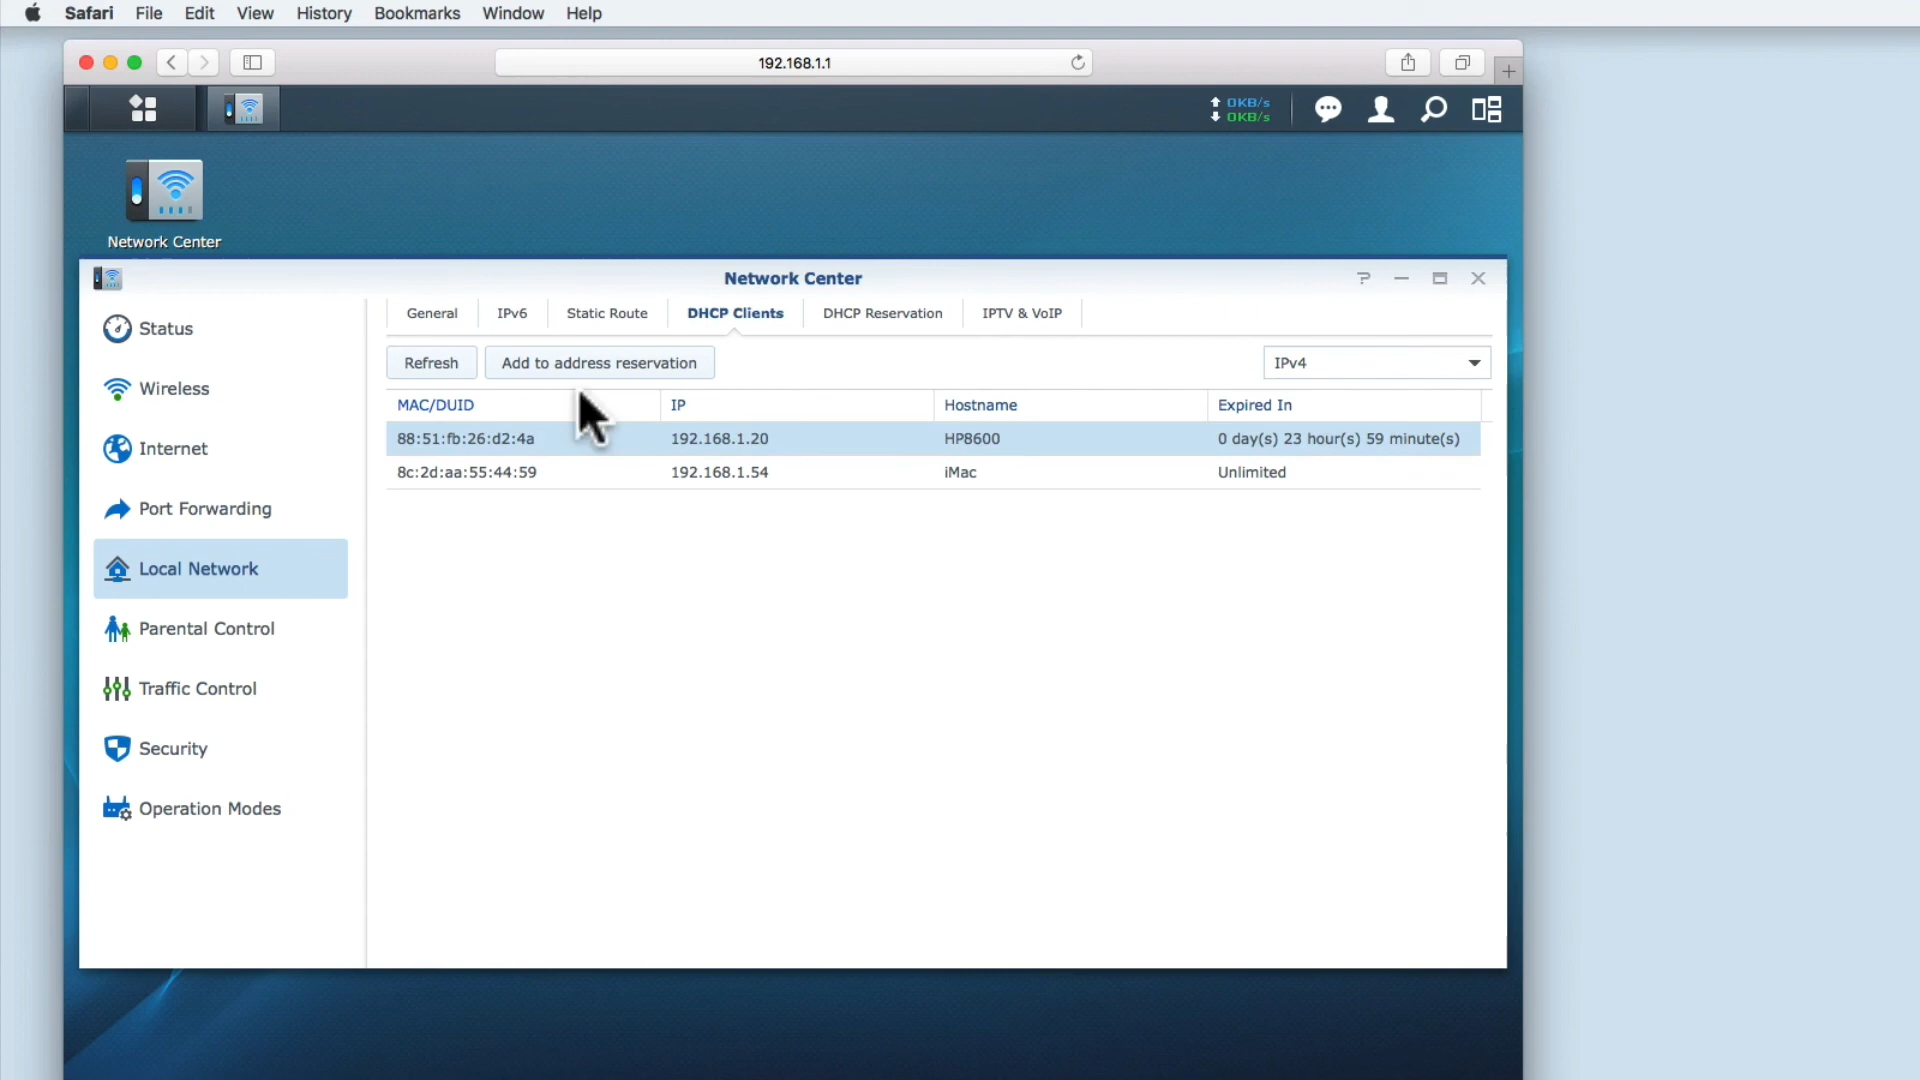 Safari File Edit View History Bookmarks Window Help
192.168.1.1
0KB/s
0KB/s
Network Center
Network Center
General IPv6 Static Route DHCP Clients DHCP Reservation IPTV & VoIP
Refresh Add to address reservation IPv4
MAC/DUID IP Hostname Expired In
88:51:fb:26:d2:4a 192.168.1.20 HP8600 0 day(s) 23 hour(s) 59 minute(s)
8c:2d:aa:55:44:59 192.168.1.54 iMac Unlimited
Status
Wireless
Internet
Port Forwarding
Local Network
Parental Control
Traffic Control
Security
Operation Modes